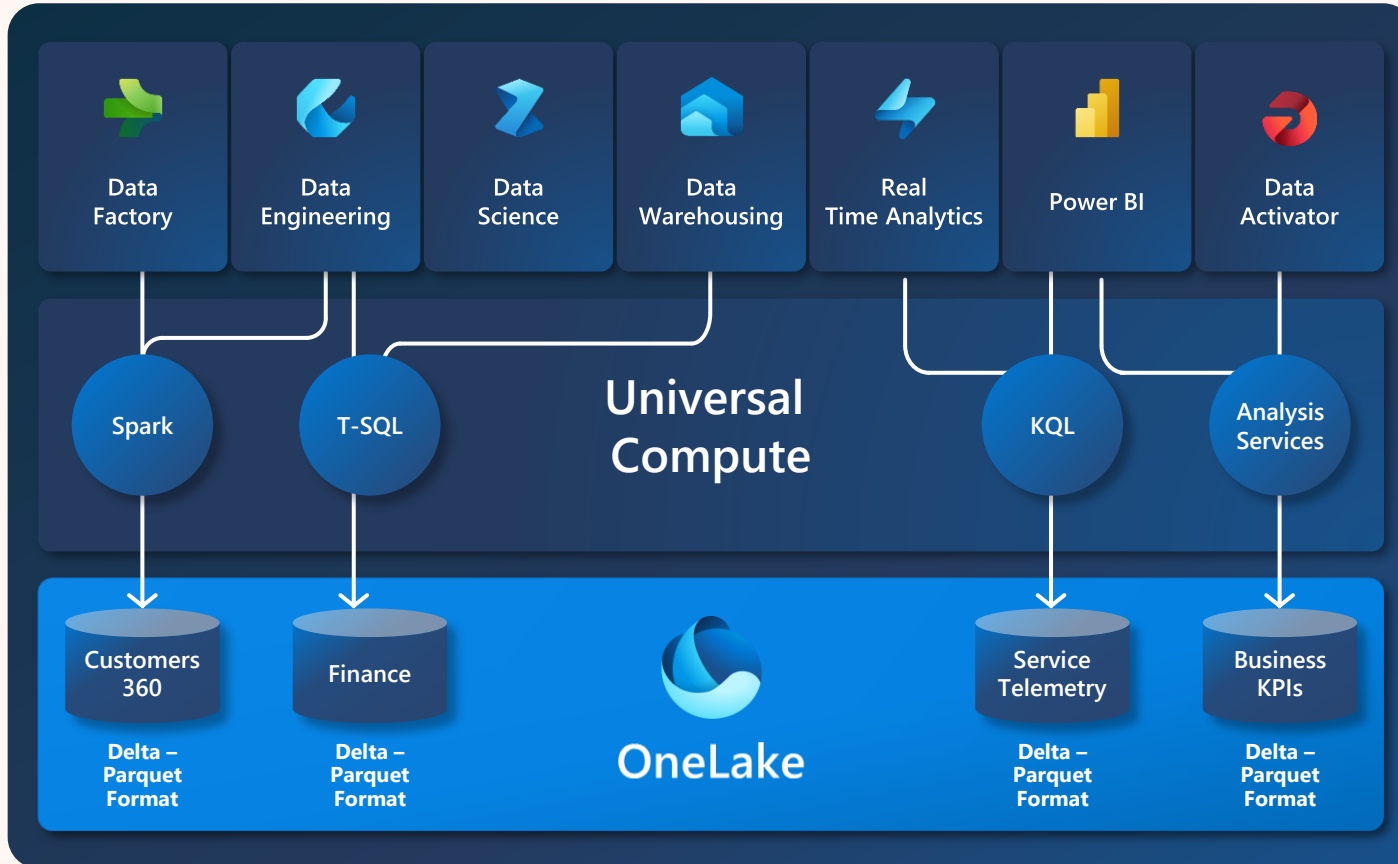 Data
Factory
Data
Engineering
Data
Science
Data
Warehousing
Real
Time Analytics
Power BI
Data
Activator
Universal
Compute
Spark
T-SQL
KQL
Analysis
Services
Customers
360
Finance
Service
Telemetry
Business
KPIs
OneLake
Delta –
Parquet
Format
Delta –
Parquet
Format
Delta –
Parquet
Format
Delta –
Parquet
Format